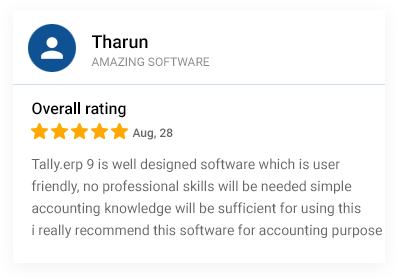 Tharun
AMAZING SOFTWARE
Overall rating
Aug, 28
Tally.erp 9 is well designed software which is user
friendly, no professional skills will be needed simple
accounting knowledge will be sufficient for using this
i really recommend this software for accounting purpose